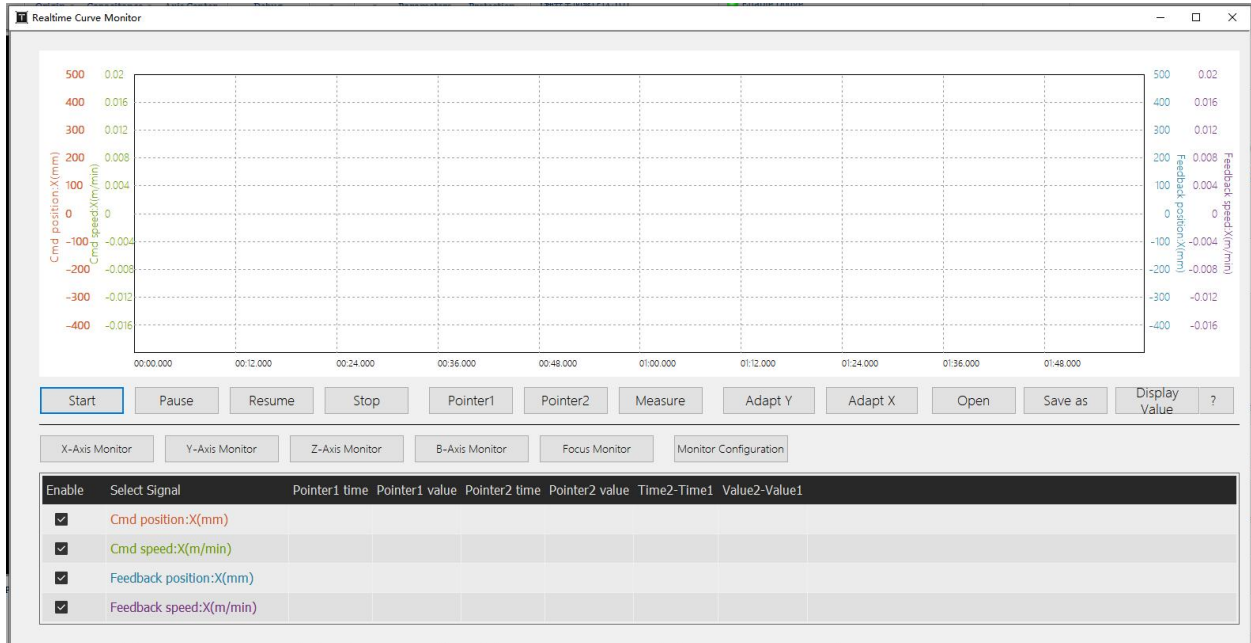 Realtime Curve Monitor
500 0.02 500 0.02
400 0.016 400 0.016
300 0.012 300 0.012
200 0.008 200 0.008
100 0.004 100 0.004
0 0 0 0
-100 -0.004 -100 -0.004
-200 -0.008 -200 -0.008
-300 -0.012 -300 -0.012
-400 -0.016 -400 -0.016
Cmd position:X(mm)
Cmd speed:X(m/min)
Feedback position:X(mm)
Feedback speed:X(m/min)
00:00.000 00:12.000 00:24.000 00:36.000 00:48.000 01:00.000 01:12.000 01:24.000 01:36.000 01:48.000
Start Pause Resume Stop Pointer1 Pointer2 Measure Adapt Y Adapt X Open Save as Display Value ?
X-Axis Monitor Y-Axis Monitor Z-Axis Monitor B-Axis Monitor Focus Monitor Monitor Configuration
Enable Select Signal Pointer1 time Pointer1 value Pointer2 time Pointer2 value Time2-Time1 Value2-Value1
Cmd position:X(mm)
Cmd speed:X(m/min)
Feedback position:X(mm)
Feedback speed:X(m/min)